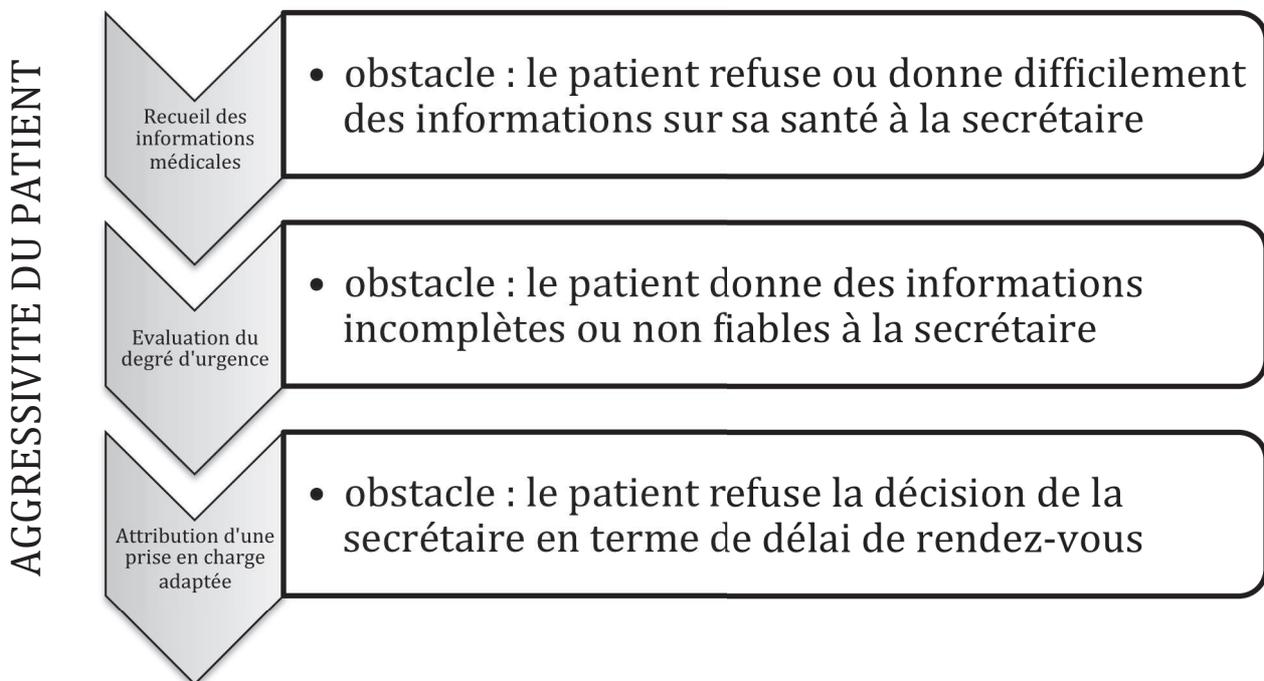 AGGRESSIVITE DU PATIENT
Recueil des
informations
médicales
• obstacle : le patient refuse ou donne difficilement
des informations sur sa santé à la secrétaire
Evaluation du
degré d'urgence
• obstacle : le patient donne des informations
incomplètes ou non fiables à la secrétaire
Attribution d'une
prise en charge
adaptée
• obstacle : le patient refuse la décision de la
secrétaire en terme de délai de rendez-vous